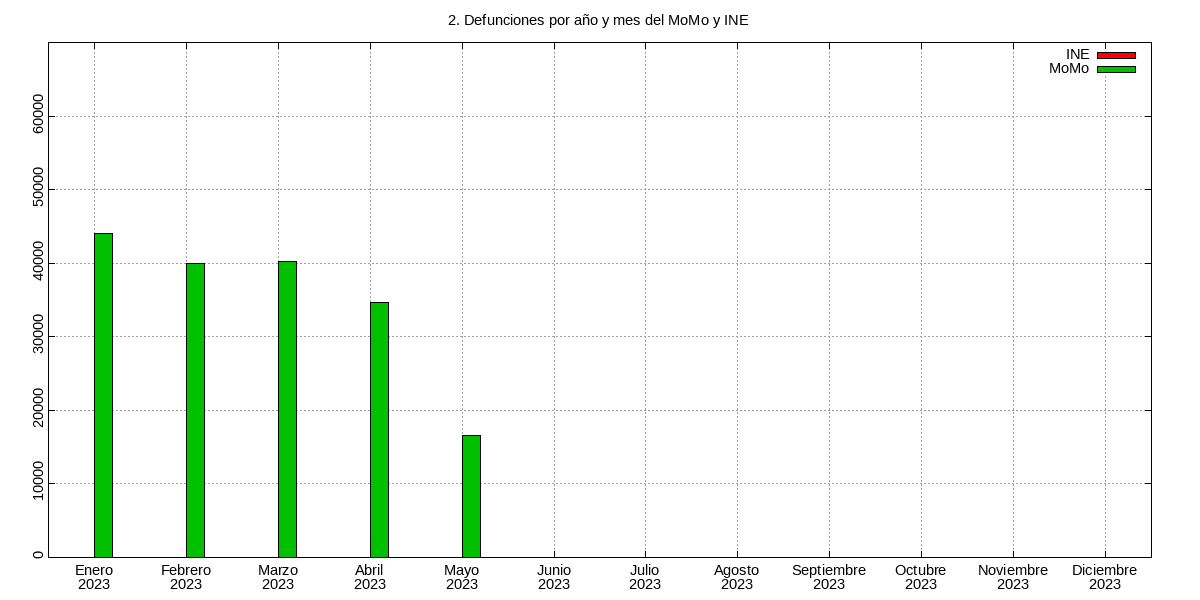 2. Defunciones por año y mes del MoMo y INE
INE
MoMo
60000
50000
40000
30000
20000
10000
0
Enero Febrero Marzo Abril Mayo Junio Julio Agosto Septiembre Octubre Noviembre Diciembre
2023 2023 2023 2023 2023 2023 2023 2023 2023 2023 2023 2023